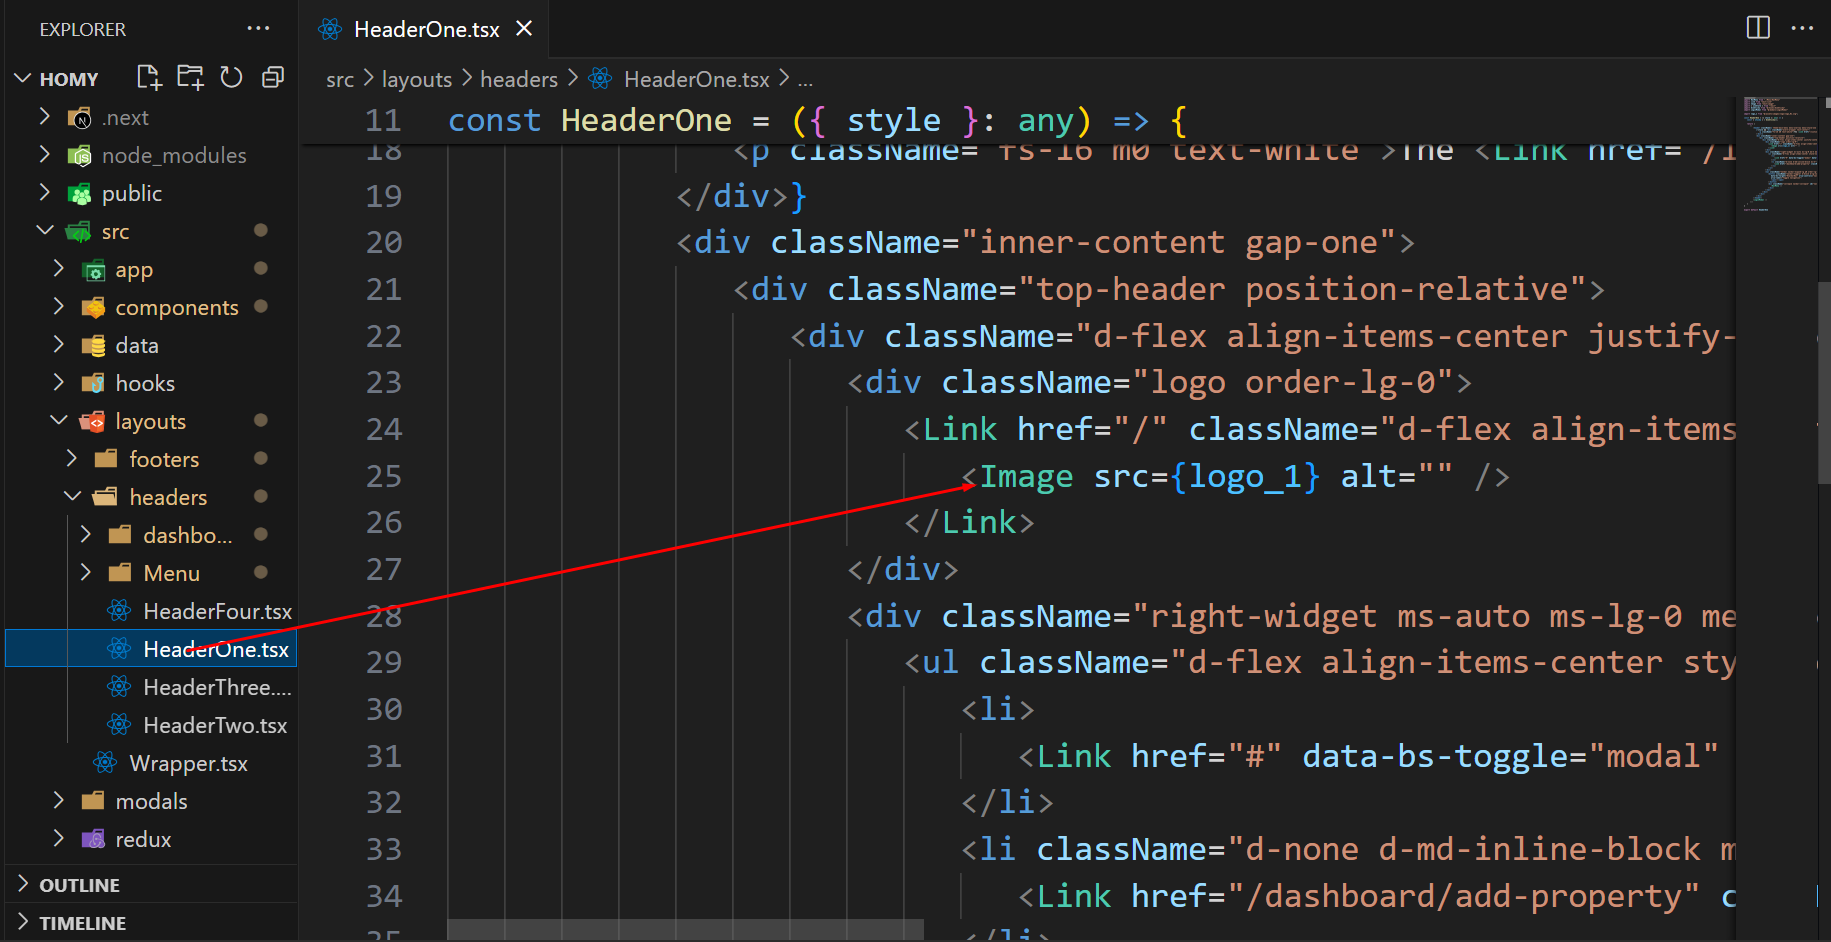 EXPLORER
HOMY
.next
node_modules
public
src
app
components
data
hooks
layouts
footers
headers
dashbo...
Menu
HeaderFour.tsx
HeaderOne.tsx
HeaderThree....
HeaderTwo.tsx
Wrapper.tsx
modals
redux
OUTLINE
TIMELINE
HeaderOne.tsx
src > layouts > headers > HeaderOne.tsx > ...
11 const HeaderOne = ({ style }: any) => {
18 <p className="fs-16 m0 text-white">The <Link href="/l
19 </div>}
20 <div className="inner-content gap-one">
21 <div className="top-header position-relative">
22 <div className="d-flex align-items-center justify-
23 <div className="logo order-lg-0">
24 <Link href="/" className="d-flex align-items
25 <Image src={logo_1} alt="" />
26 </Link>
27 </div>
28 <div className="right-widget ms-auto ms-lg-0 me
29 <ul className="d-flex align-items-center sty
30 <li>
31 <Link href="#" data-bs-toggle="modal"
32 </li>
33 <li className="d-none d-md-inline-block m
34 <Link href="/dashboard/add-property" c
35 </li>